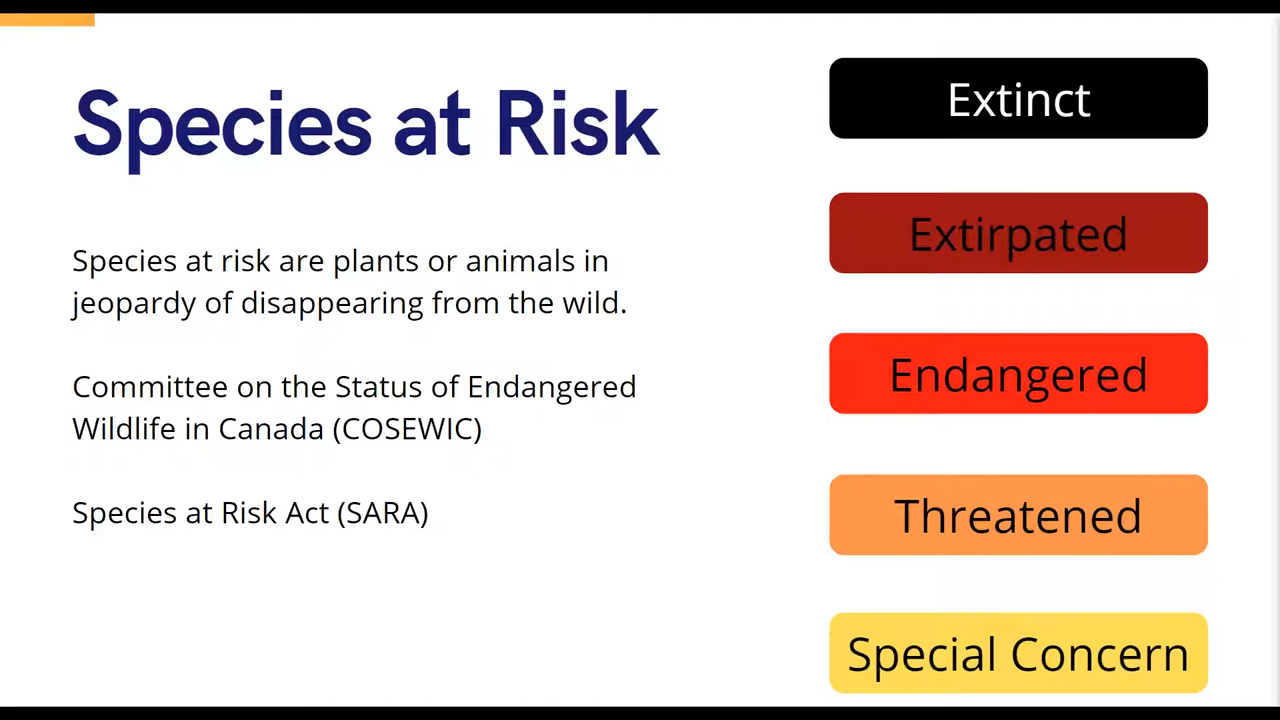 Species at Risk
Species at risk are plants or animals in
jeopardy of disappearing from the wild.
Committee on the Status of Endangered
Wildlife in Canada (COSEWIC)
Species at Risk Act (SARA)
Extinct
Extirpated
Endangered
Threatened
Special Concern